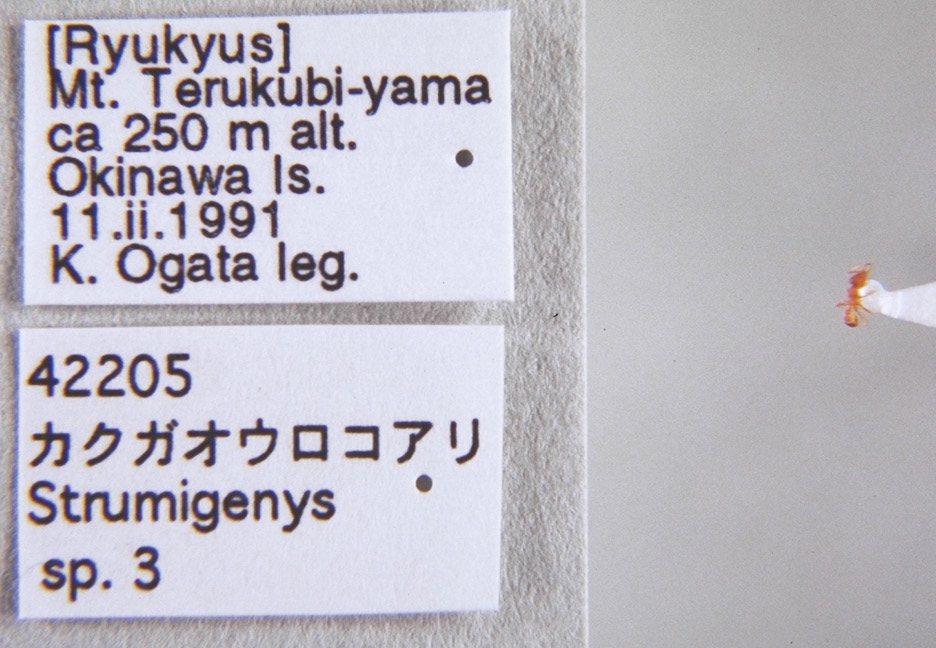 [Ryukyus]
Mt. Terukubi-yama
ca 250 m alt.
Okinawa Is.
11.ii.1991
K. Ogata leg.
42205
カクガオウロコアリ
Strumigenys
sp. 3